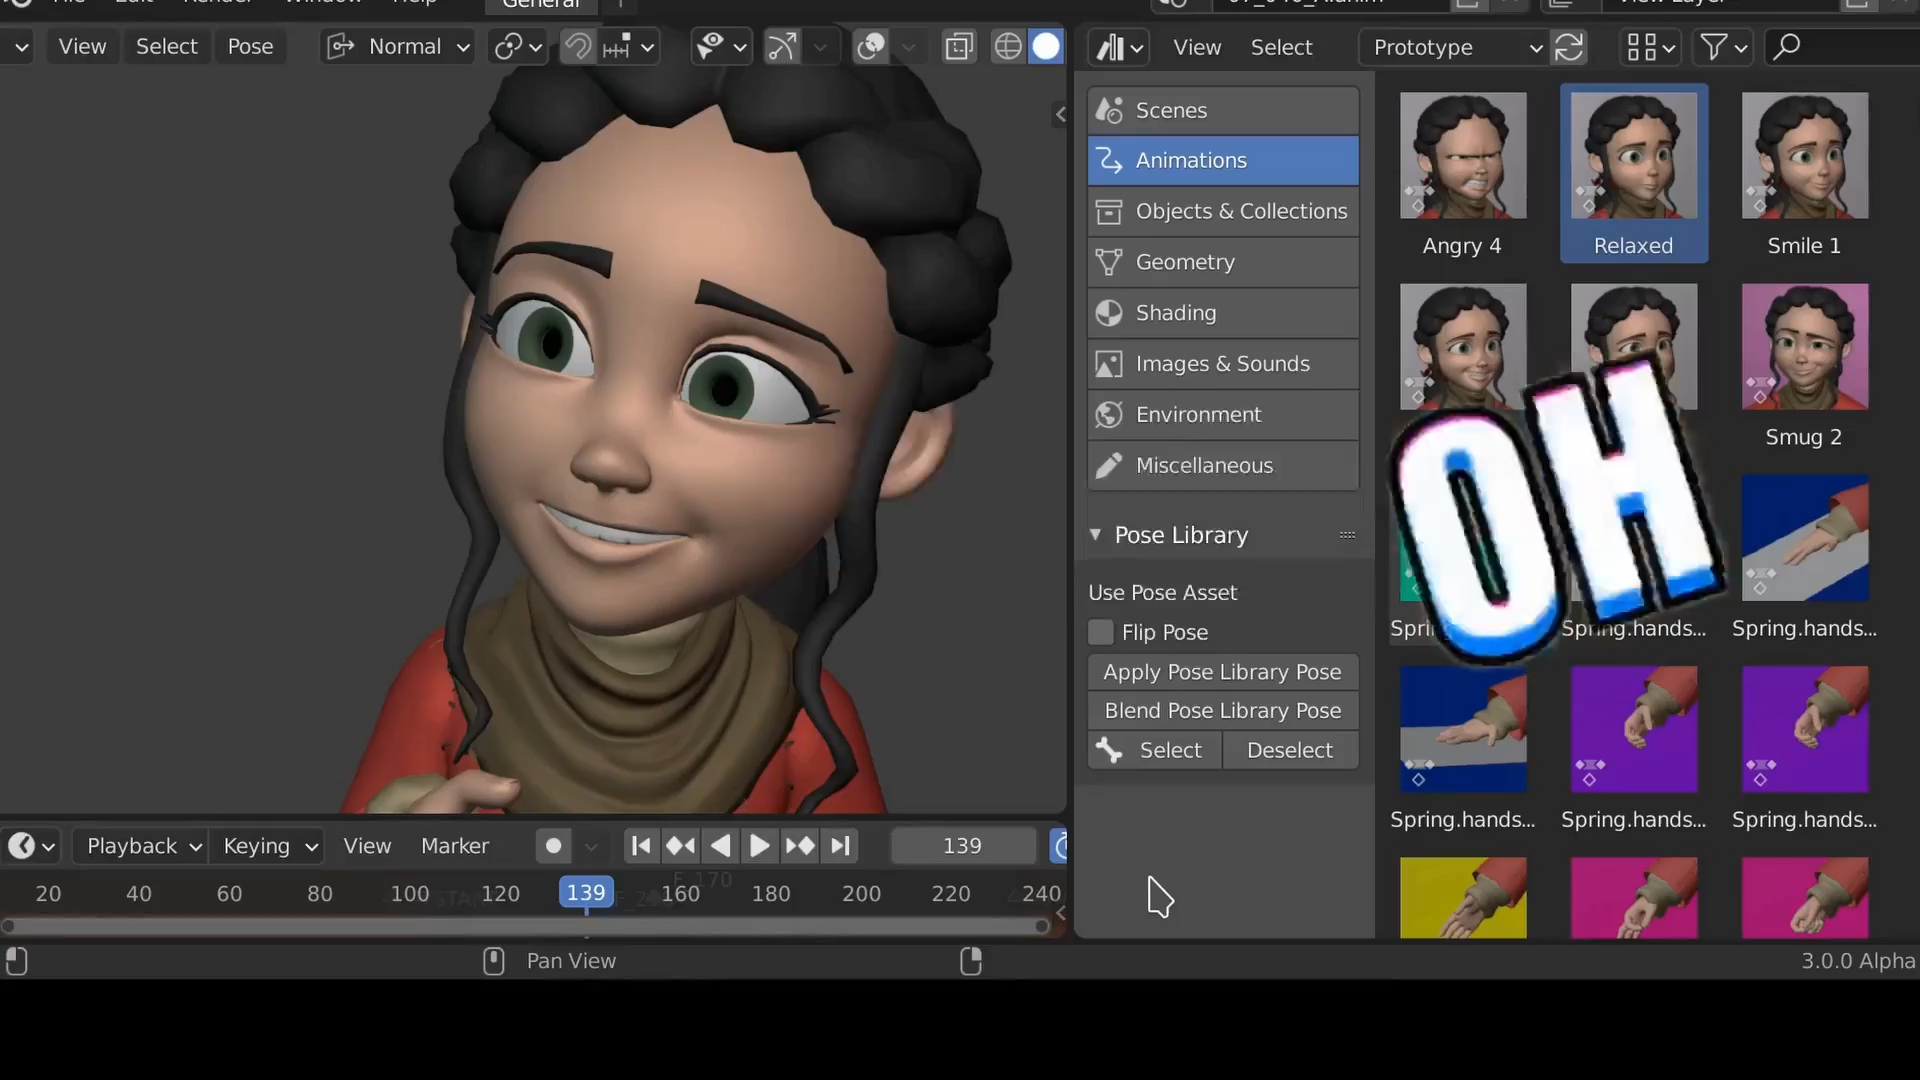 General
View Select Pose Normal
View Select Prototype
Scenes
Animations
Objects & Collections
Geometry
Shading
Images & Sounds
Environment
Miscellaneous
Pose Library
Use Pose Asset
Flip Pose
Apply Pose Library Pose
Blend Pose Library Pose
Select Deselect
Angry 4 Relaxed Smile 1
Smug 2
OH
Spring.hands... Spring.hands...
Spring.hands... Spring.hands... Spring.hands...
Playback Keying View Marker 139
20 40 60 80 100 120 139 160 180 200 220 240
F_170
Pan View 3.0.0 Alpha